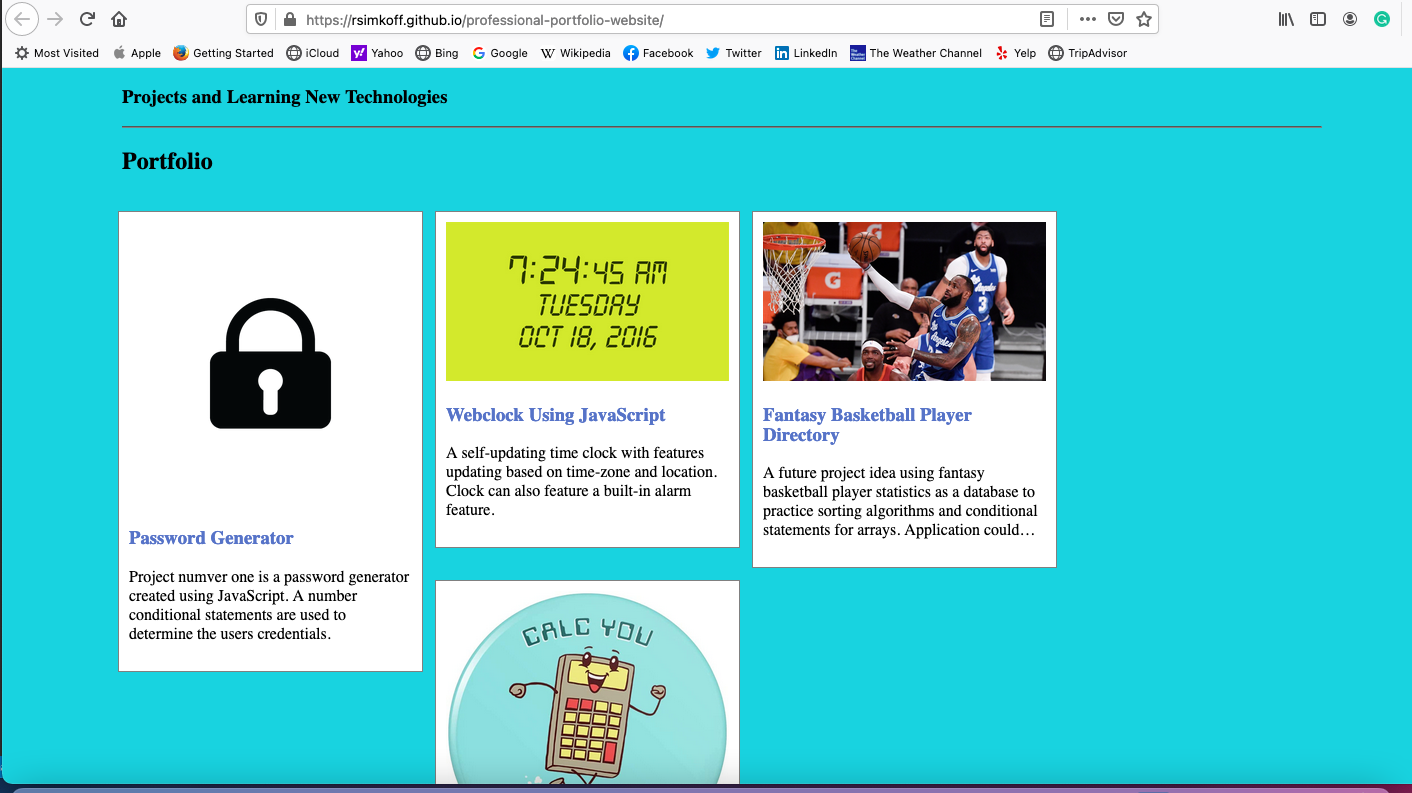 https://rsimkoff.github.io/professional-portfolio-website/
Most Visited Apple Getting Started iCloud Yahoo Bing Google Wikipedia Facebook Twitter LinkedIn The Weather Channel Yelp TripAdvisor
Projects and Learning New Technologies
Portfolio
Password Generator
Project numver one is a password generator
created using JavaScript. A number
conditional statements are used to
determine the users credentials.
7:24:45 AM
TUESDAY
OCT 18, 2016
Webclock Using JavaScript
A self-updating time clock with features
updating based on time-zone and location.
Clock can also feature a built-in alarm
feature.
G
G
Los Angeles
3
Fantasy Basketball Player
Directory
A future project idea using fantasy
basketball player statistics as a database to
practice sorting algorithms and conditional
statements for arrays. Application could…
CALC YOU